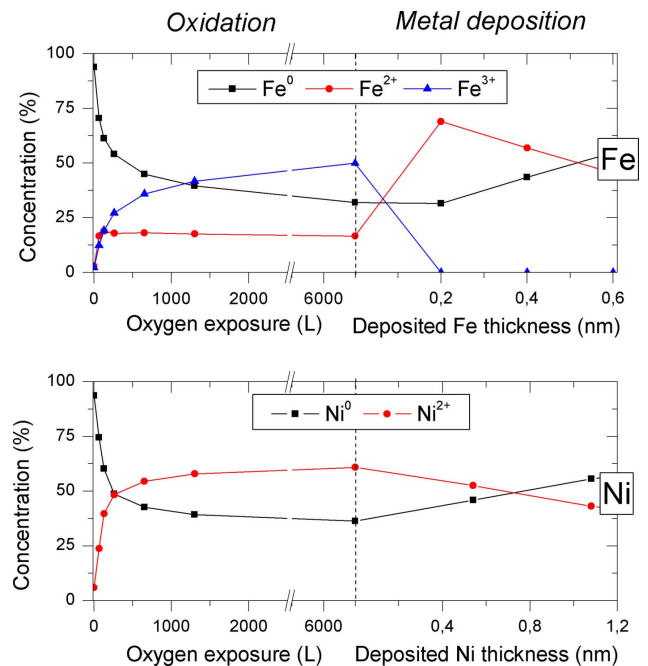 Oxidation Metal deposition
100
75
50
25
0
Concentration (%)
Fe⁰ Fe²⁺ Fe³⁺
Fe
0 1000 2000 6000 0,2 0,4 0,6
Oxygen exposure (L) Deposited Fe thickness (nm)
100
75
50
25
0
Concentration (%)
Ni⁰ Ni²⁺
Ni
0 1000 2000 6000 0,4 0,8 1,2
Oxygen exposure (L) Deposited Ni thickness (nm)